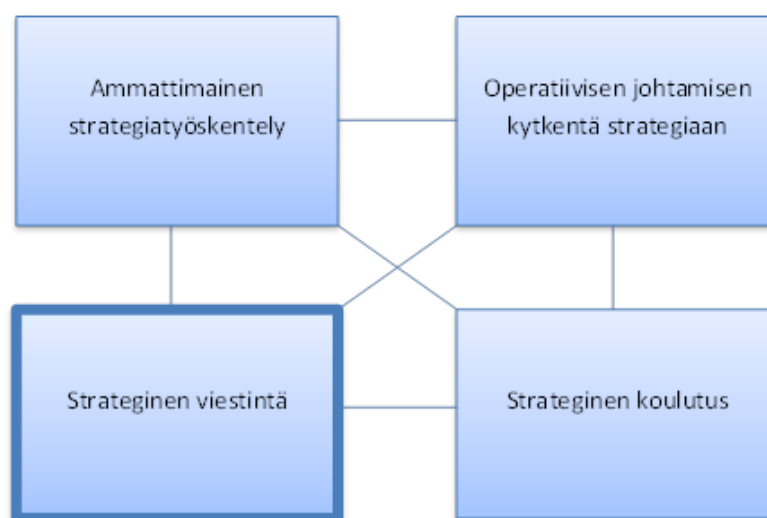 Ammattimainen
strategiatyöskentely
Operatiivisen johtamisen
kytkentä strategiaan
Strateginen viestintä
Strateginen koulutus